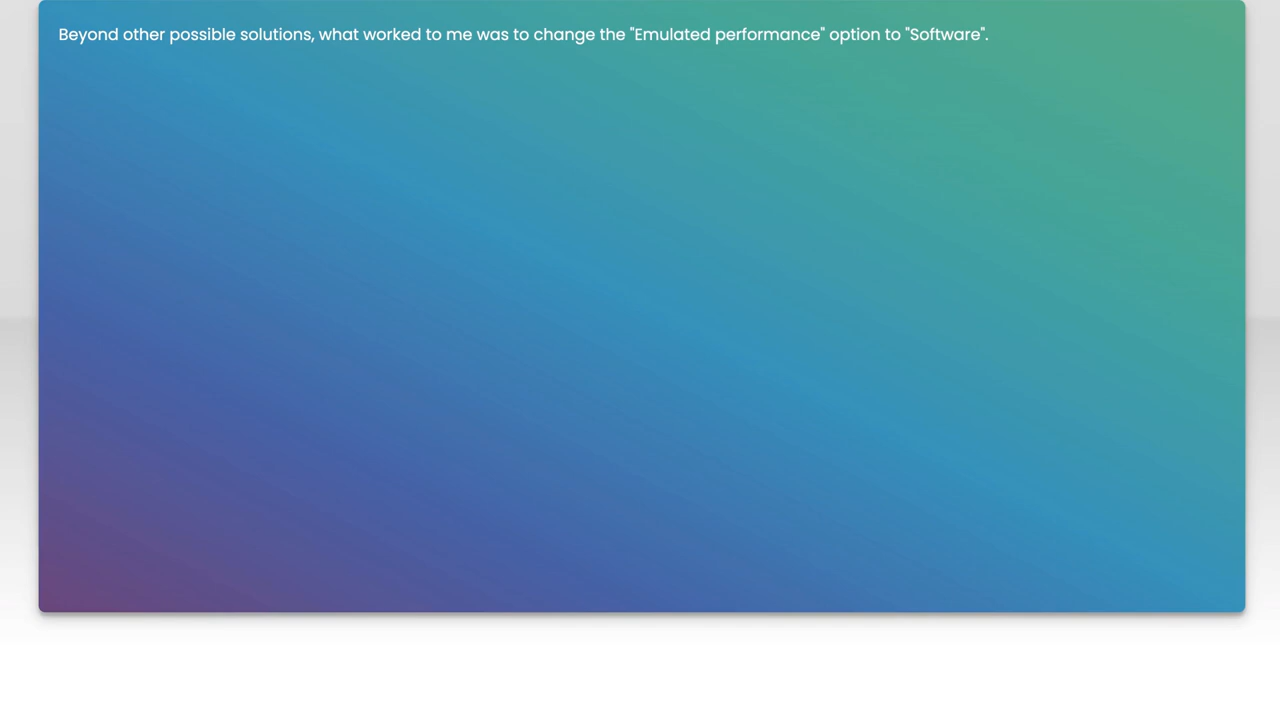 Beyond other possible solutions, what worked to me was to change the "Emulated performance" option to "Software".